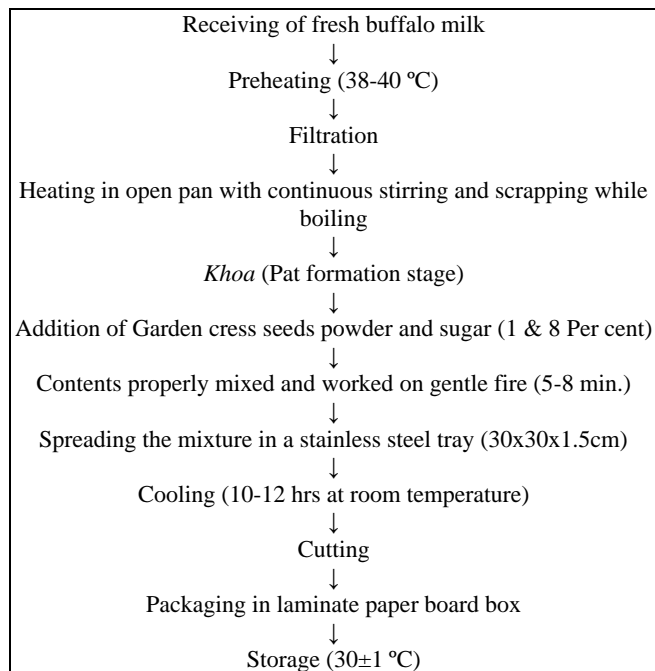 Receiving of fresh buffalo milk
↓
Preheating (38-40 ºC)
↓
Filtration
↓
Heating in open pan with continuous stirring and scrapping while
boiling
↓
Khoa (Pat formation stage)
↓
Addition of Garden cress seeds powder and sugar (1 & 8 Per cent)
↓
Contents properly mixed and worked on gentle fire (5-8 min.)
↓
Spreading the mixture in a stainless steel tray (30x30x1.5cm)
↓
Cooling (10-12 hrs at room temperature)
↓
Cutting
↓
Packaging in laminate paper board box
↓
Storage (30±1 ºC)